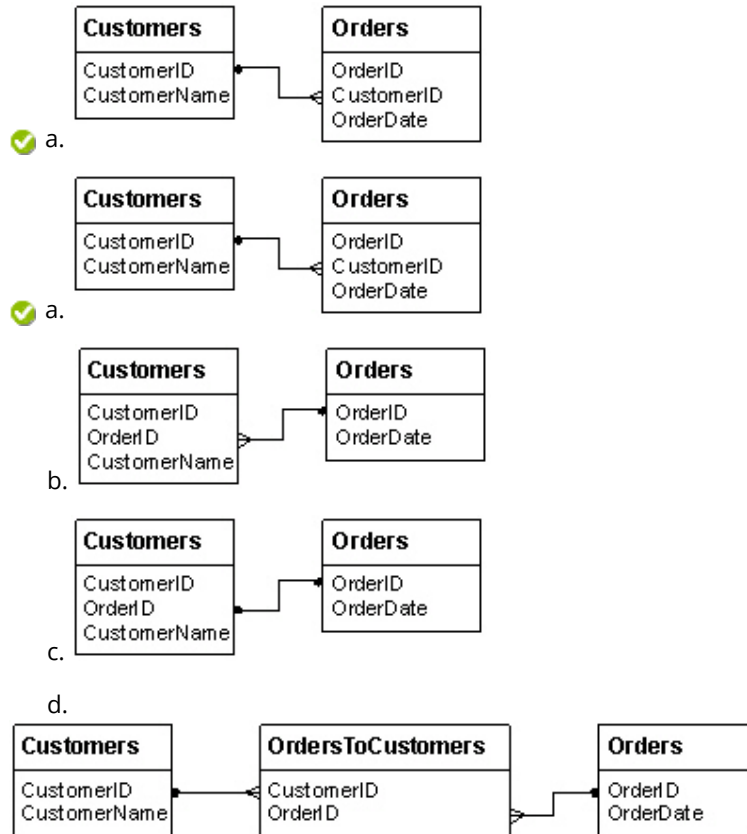 Customers Orders
CustomerID OrderID
CustomerName CustomerID
OrderDate
a.
Customers Orders
CustomerID OrderID
CustomerName CustomerID
OrderDate
a.
Customers Orders
CustomerID OrderID
OrderID OrderDate
CustomerName
b.
Customers Orders
CustomerID OrderID
OrderID OrderDate
CustomerName
c.
d.
Customers OrdersToCustomers Orders
CustomerID CustomerID OrderID
CustomerName OrderID OrderDate